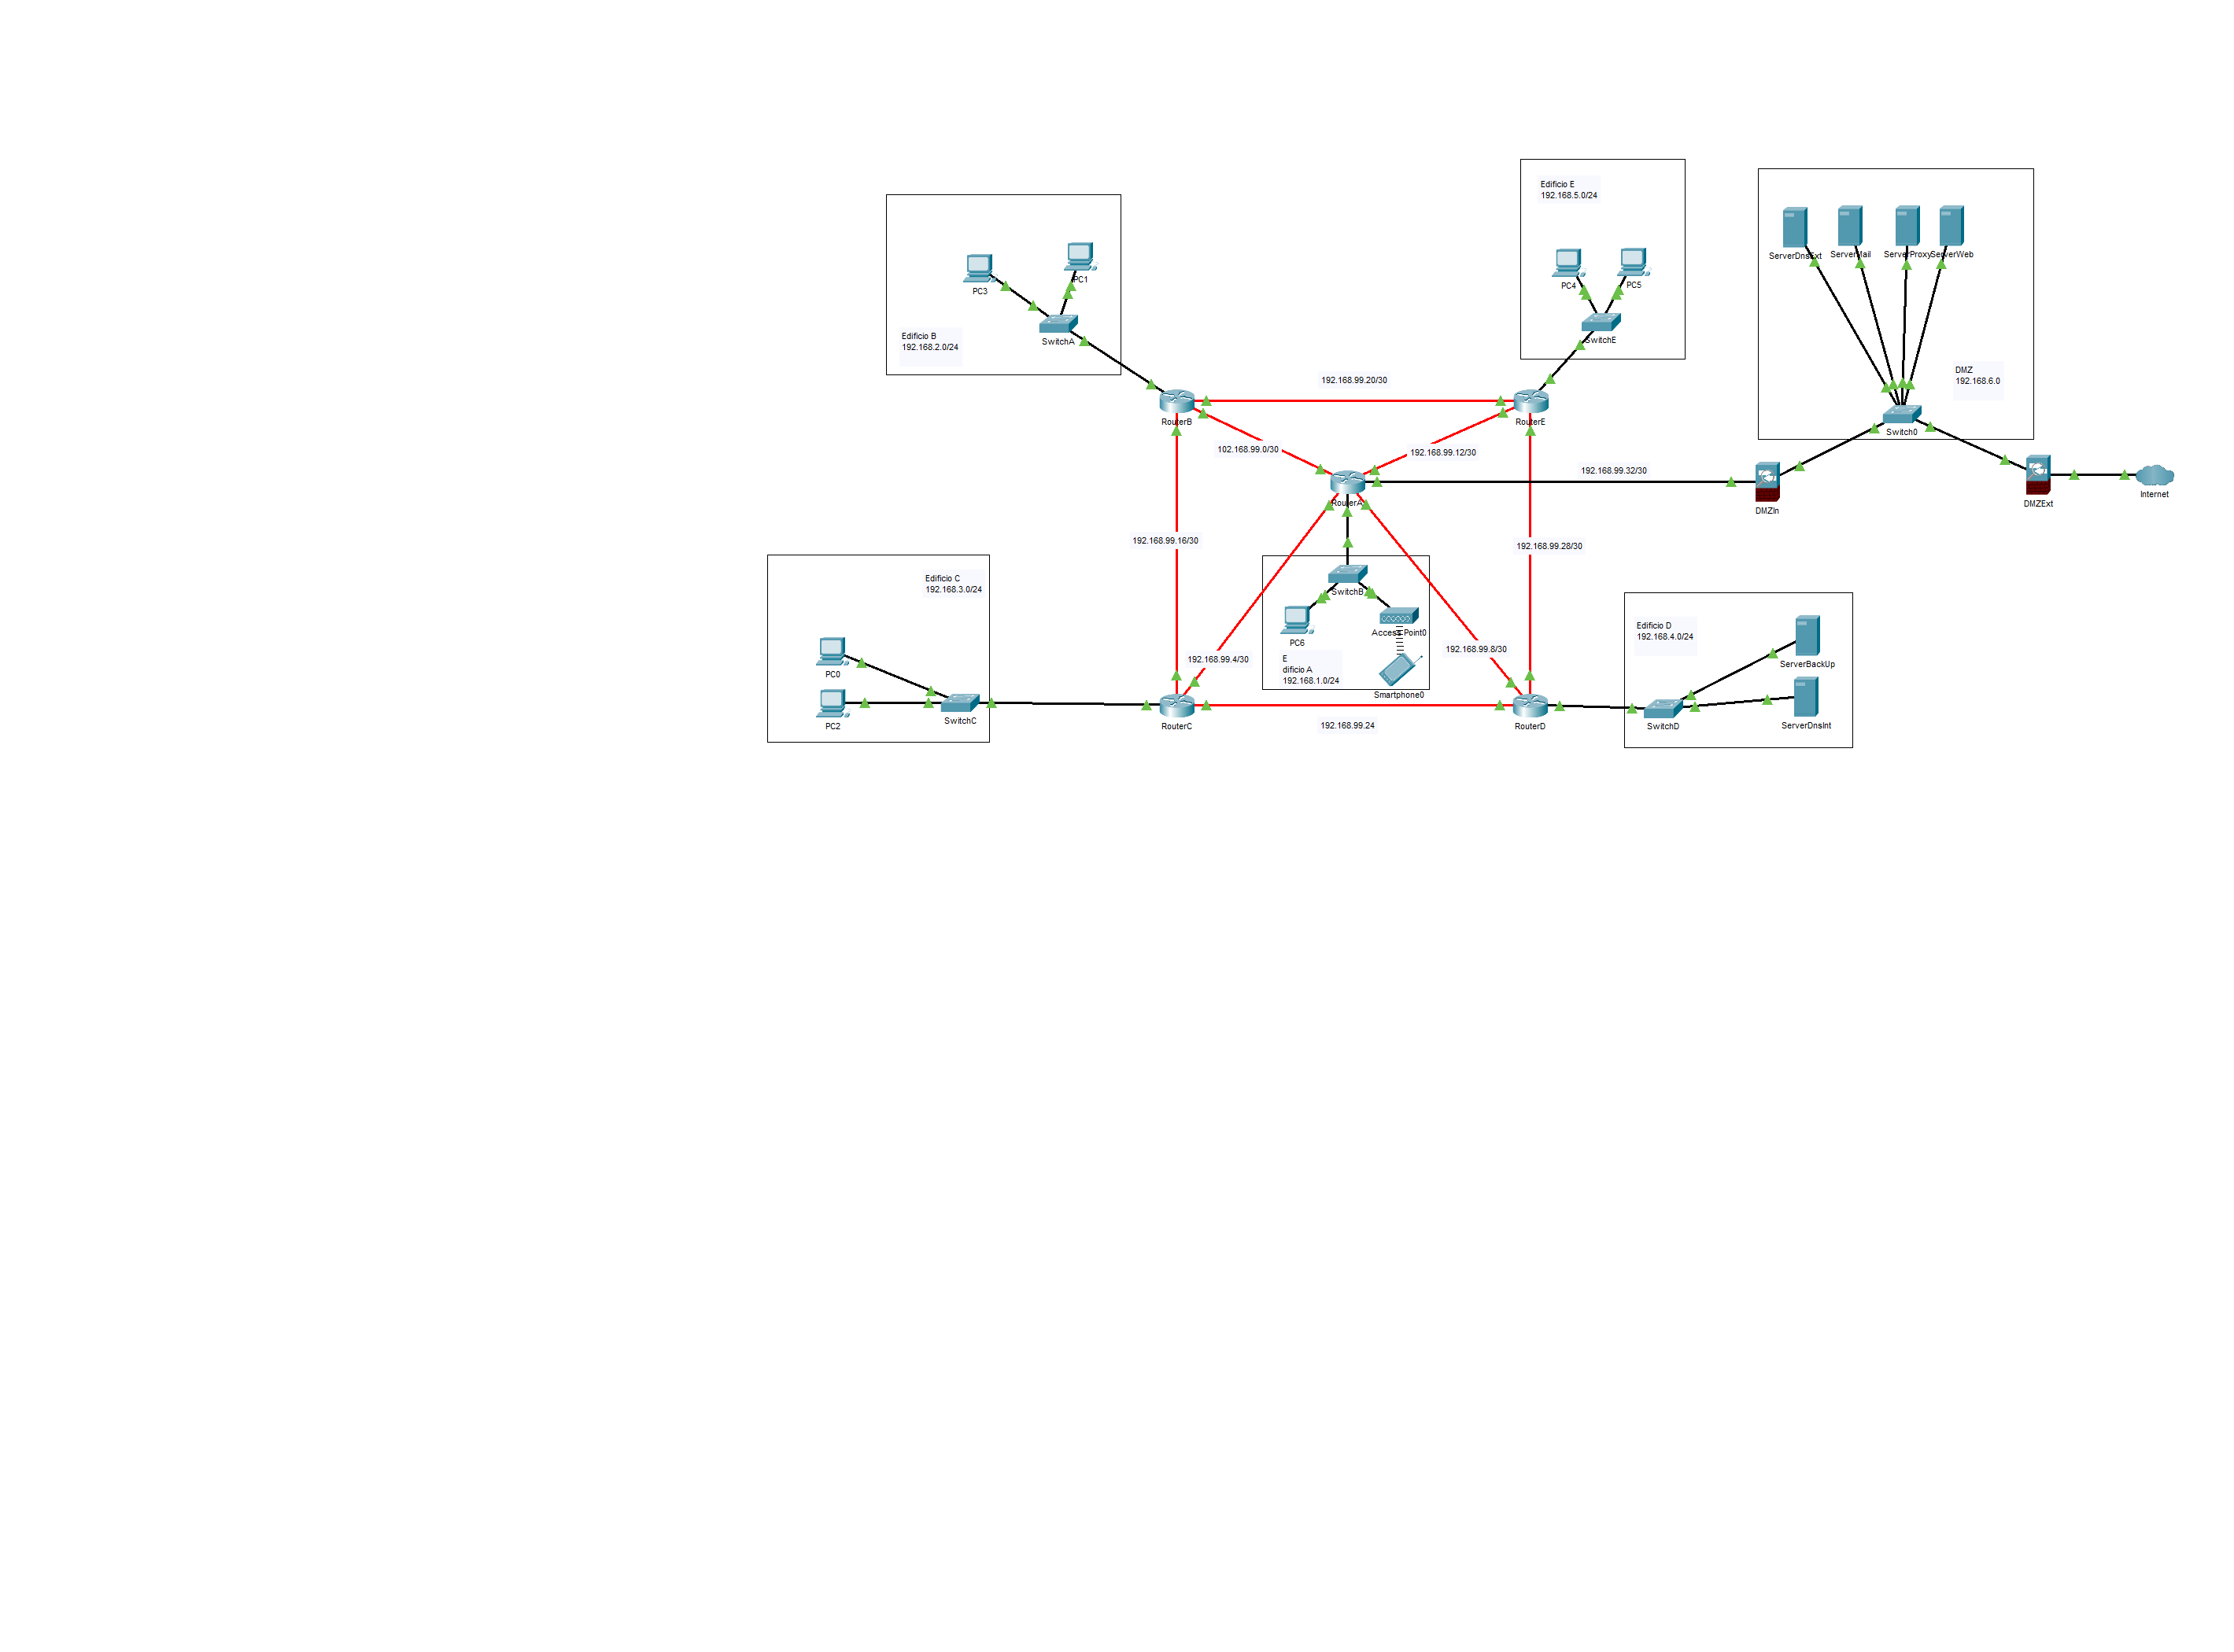 Edificio E
192.168.5.0/24
PC4
PC5
SwitchE
ServerDnsExt
ServerMail
ServerProxy
ServerWeb
DMZ
192.168.6.0
Switch0
PC3
PC1
Edificio B
192.168.2.0/24
SwitchA
192.168.99.20/30
RouterB
RouterE
102.168.99.0/30
192.168.99.12/30
192.168.99.32/30
RouterA
DMZIn
DMZExt
Internet
192.168.99.16/30
192.168.99.28/30
Edificio C
192.168.3.0/24
SwitchB
PC6
Access Point0
E
dificio A
192.168.1.0/24
Smartphone0
192.168.99.4/30
192.168.99.8/30
Edificio D
192.168.4.0/24
ServerBackUp
PC0
PC2
SwitchC
RouterC
192.168.99.24
RouterD
SwitchD
ServerDnsInt